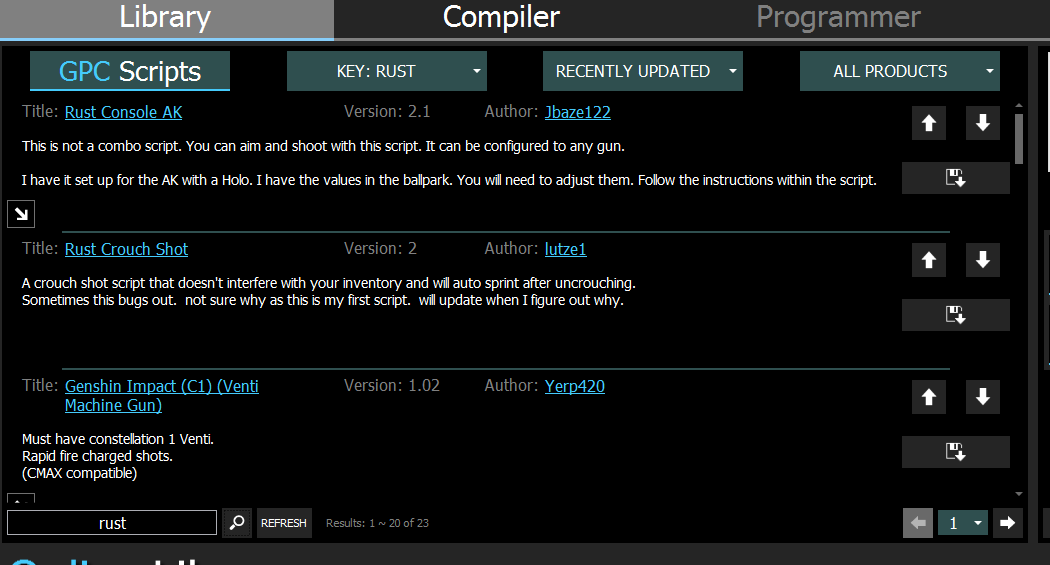 Library Compiler Programmer
GPC Scripts KEY: RUST RECENTLY UPDATED ALL PRODUCTS
Title: Rust Console AK Version: 2.1 Author: Jbaze122
This is not a combo script. You can aim and shoot with this script. It can be configured to any gun.
I have it set up for the AK with a Holo. I have the values in the ballpark. You will need to adjust them. Follow the instructions within the script.
Title: Rust Crouch Shot Version: 2 Author: lutze1
A crouch shot script that doesn't interfere with your inventory and will auto sprint after uncrouching.
Sometimes this bugs out. not sure why as this is my first script. will update when I figure out why.
Title: Genshin Impact (C1) (Venti Version: 1.02 Author: Yerp420
Machine Gun)
Must have constellation 1 Venti.
Rapid fire charged shots.
(CMAX compatible)
rust REFRESH Results: 1 ~ 20 of 23 1